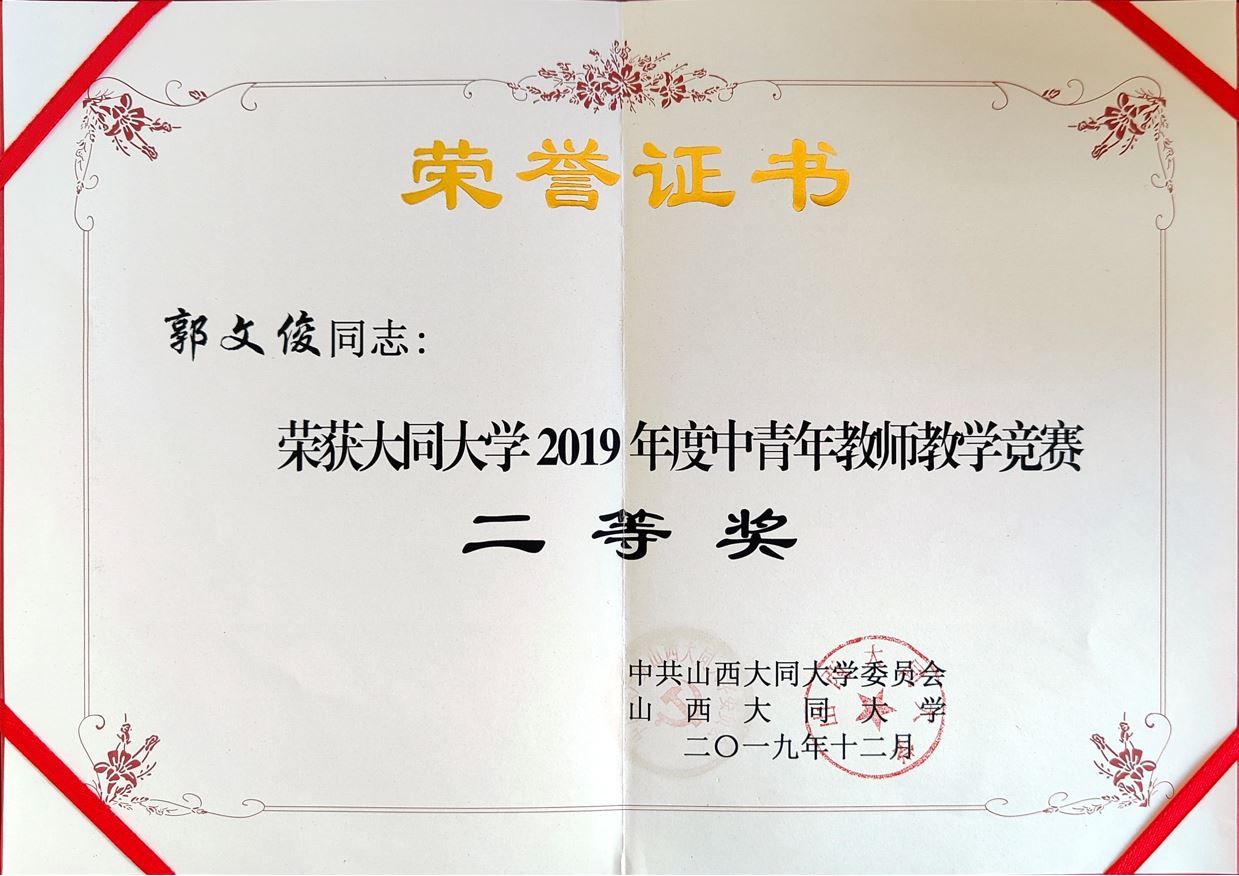 荣誉证书
郭文俊同志：
荣获大同大学2019年度中青年教师教学竞赛
二等奖
中共山西大同大学委员会
山西大同大学
二〇一九年十二月